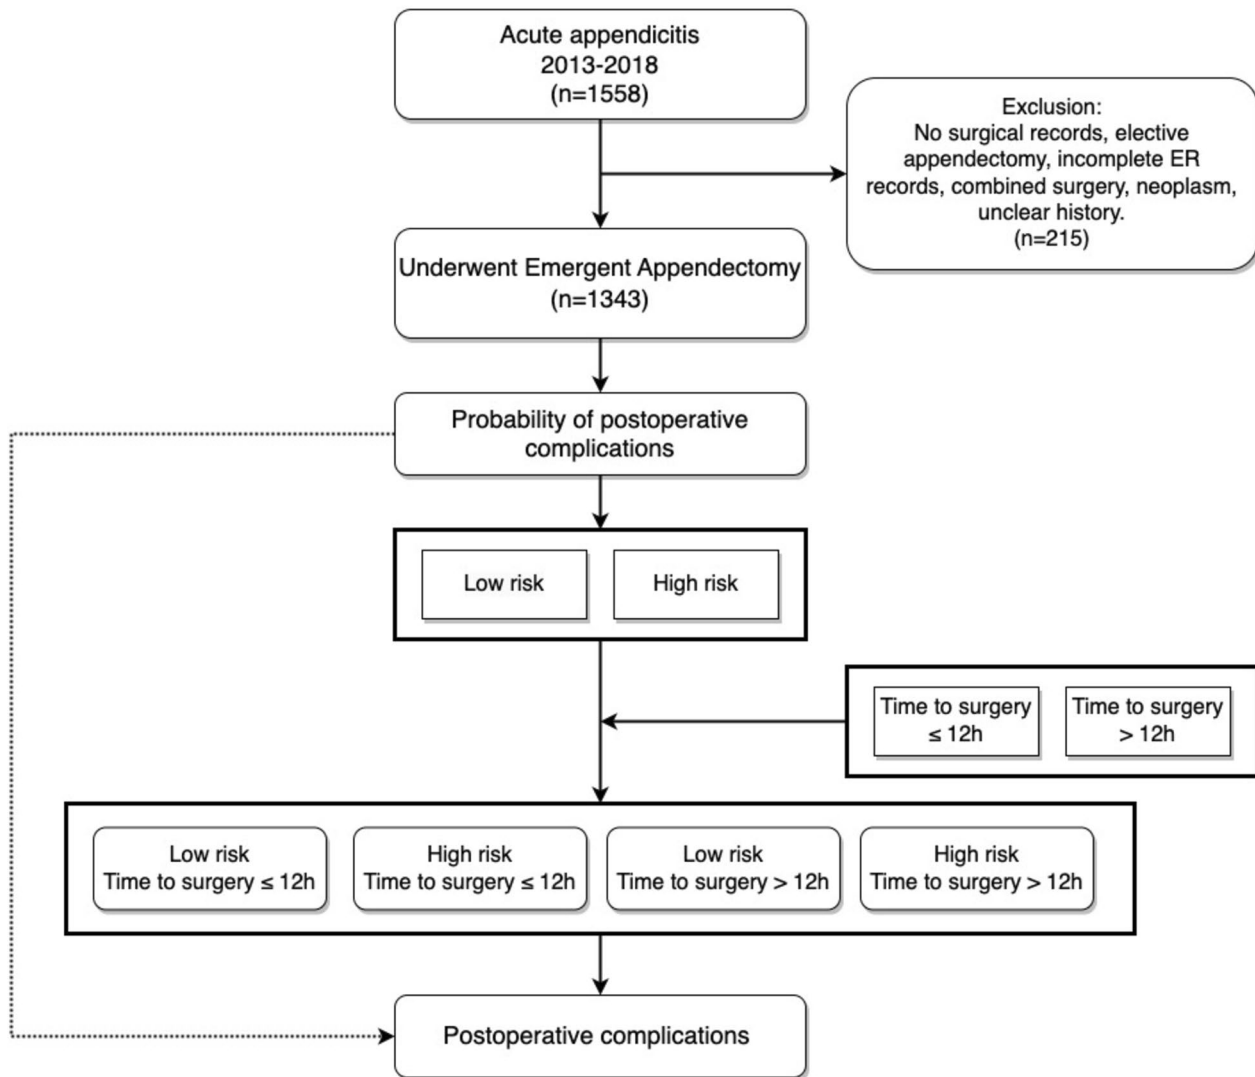 Acute appendicitis
2013-2018
(n=1558)
Exclusion:
No surgical records, elective
appendectomy, incomplete ER
records, combined surgery, neoplasm,
unclear history.
(n=215)
Underwent Emergent Appendectomy
(n=1343)
Probability of postoperative
complications
Low risk
High risk
Time to surgery
≤ 12h
Time to surgery
> 12h
Low risk
Time to surgery ≤ 12h
High risk
Time to surgery ≤ 12h
Low risk
Time to surgery > 12h
High risk
Time to surgery > 12h
Postoperative complications